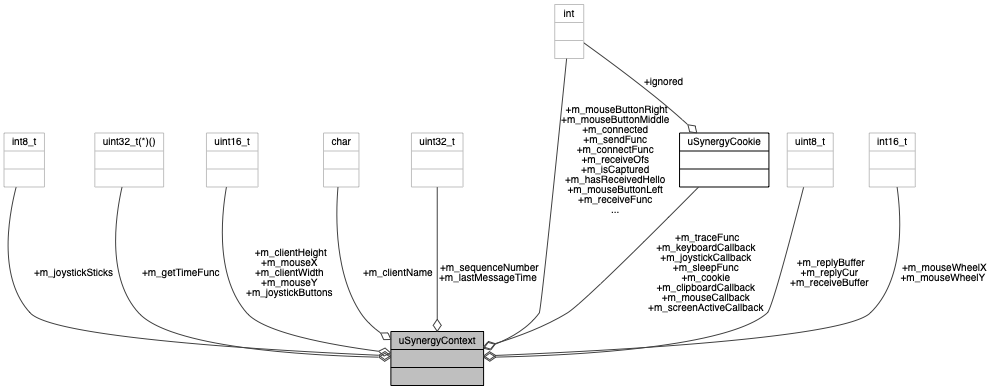 int
+ignored
int8_t
uint32_t(*)()
uint16_t
char
uint32_t
uSynergyCookie
uint8_t
int16_t
+m_mouseButtonRight
+m_mouseButtonMiddle
+m_connected
+m_sendFunc
+m_connectFunc
+m_receiveOfs
+m_isCaptured
+m_hasReceivedHello
+m_mouseButtonLeft
+m_receiveFunc
...
+m_joystickSticks
+m_getTimeFunc
+m_clientHeight
+m_mouseX
+m_clientWidth
+m_mouseY
+m_joystickButtons
+m_clientName
+m_sequenceNumber
+m_lastMessageTime
+m_traceFunc
+m_keyboardCallback
+m_joystickCallback
+m_sleepFunc
+m_cookie
+m_clipboardCallback
+m_mouseCallback
+m_screenActiveCallback
+m_replyBuffer
+m_replyCur
+m_receiveBuffer
+m_mouseWheelX
+m_mouseWheelY
uSynergyContext